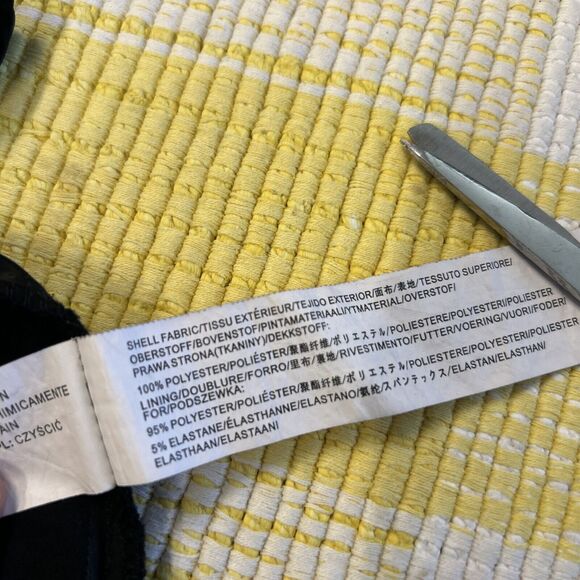 SHELL FABRIC/TISSU EXTÉRIEUR/TEJIDO EXTERIOR/面布/表地/TESSUTO SUPERIORE/
OBERSTOFF/BOVENSTOF/PINTAMATERIAALI/YTMATERIAL/OVERSTOF/
PRAWA STRONA(TKANINY)/DEKKSTOFF:
100% POLYESTER/POLIÉSTER/聚酯纤维/ポリエステル/POLIESTERE/POLYESTERI/POLIESTER
LINING/DOUBLURE/FORRO/里布/裏地/RIVESTIMENTO/FUTTER/VOERING/VUORI/FODER/
FOR/PODSZEWKA:
95% POLYESTER/POLIÉSTER/聚酯纤维/ポリエステル/POLIESTERE/POLYESTERI/POLIESTER
5% ELASTANE/ÉLASTHANNE/ELASTANO/氨纶/スパンテックス/ELASTAN/ELASTHAN/
ELASTHAAN/ELASTAANI
N
HIMICAMENTE
AIN
L: CZYŚCIĆ